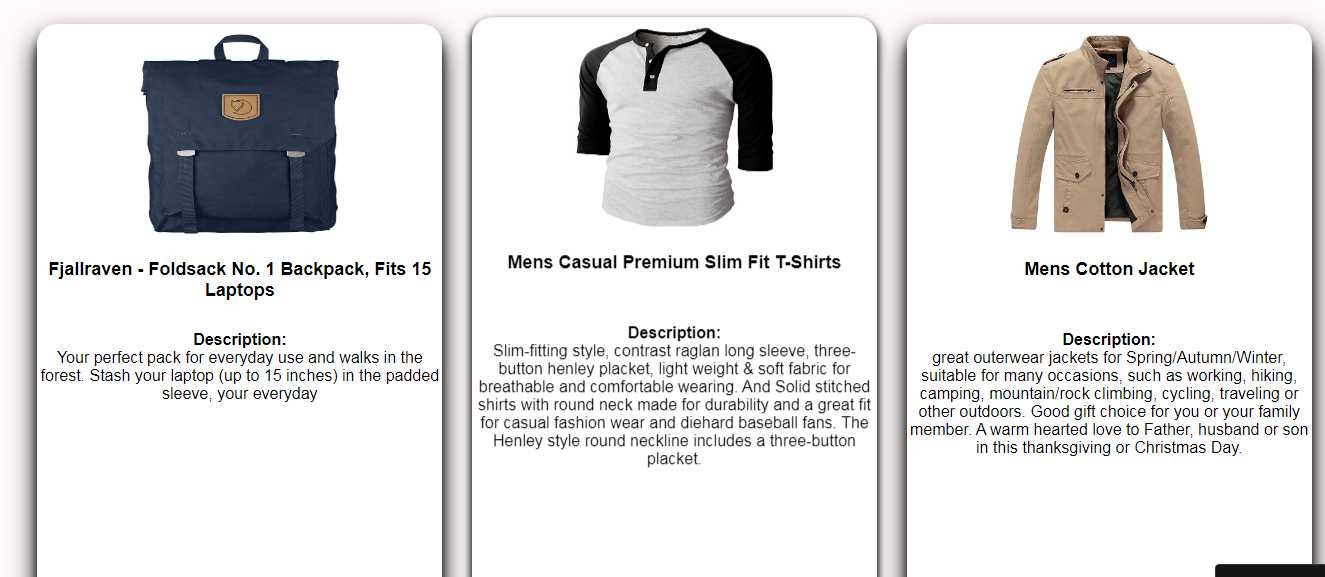 Fjallraven - Foldsack No. 1 Backpack, Fits 15
Laptops
Description:
Your perfect pack for everyday use and walks in the
forest. Stash your laptop (up to 15 inches) in the padded
sleeve, your everyday
Mens Casual Premium Slim Fit T-Shirts
Description:
Slim-fitting style, contrast raglan long sleeve, three-
button henley placket, light weight & soft fabric for
breathable and comfortable wearing. And Solid stitched
shirts with round neck made for durability and a great fit
for casual fashion wear and diehard baseball fans. The
Henley style round neckline includes a three-button
placket.
Mens Cotton Jacket
Description:
great outerwear jackets for Spring/Autumn/Winter,
suitable for many occasions, such as working, hiking,
camping, mountain/rock climbing, cycling, traveling or
other outdoors. Good gift choice for you or your family
member. A warm hearted love to Father, husband or son
in this thanksgiving or Christmas Day.